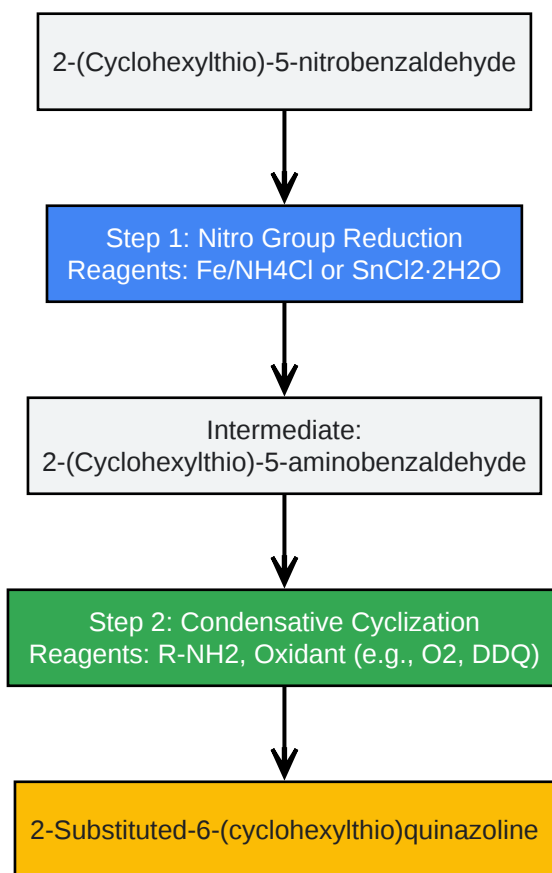 2-(Cyclohexylthio)-5-nitrobenzaldehyde
Step 1: Nitro Group Reduction
Reagents: Fe/NH4Cl or SnCl2·2H2O
Intermediate:
2-(Cyclohexylthio)-5-aminobenzaldehyde
Step 2: Condensative Cyclization
Reagents: R-NH2, Oxidant (e.g., O2, DDQ)
2-Substituted-6-(cyclohexylthio)quinazoline